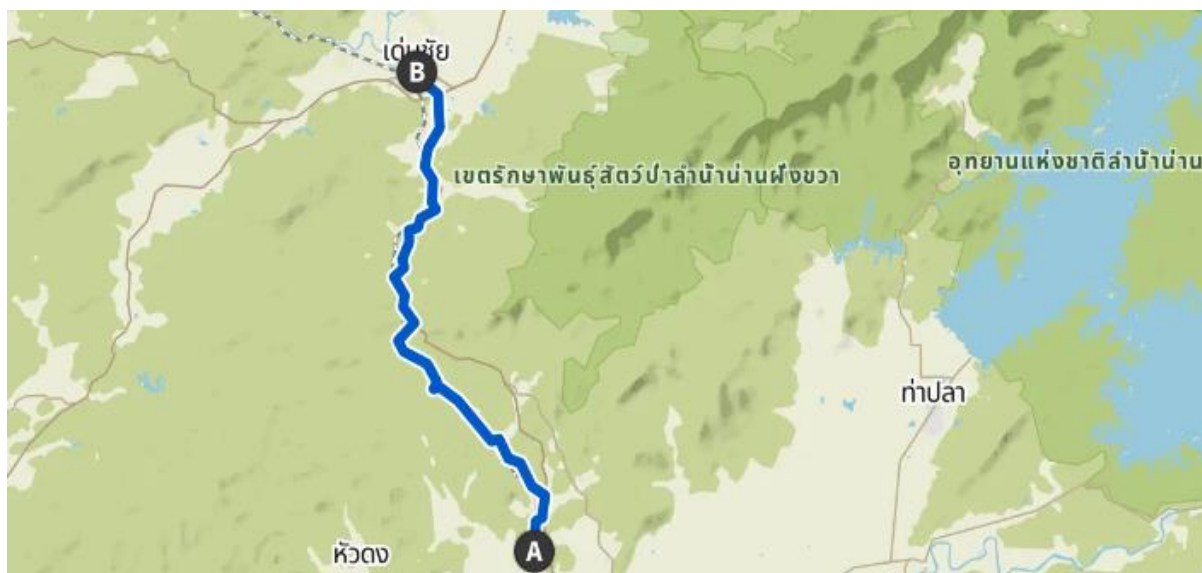 เด่นชัย
B
เขตรักษาพันธุ์สัตว์ป่าลำน้ำน่านฝั่งขวา
อุทยานแห่งชาติลำน้ำน่าน
ท่าปลา
A
หัวดง